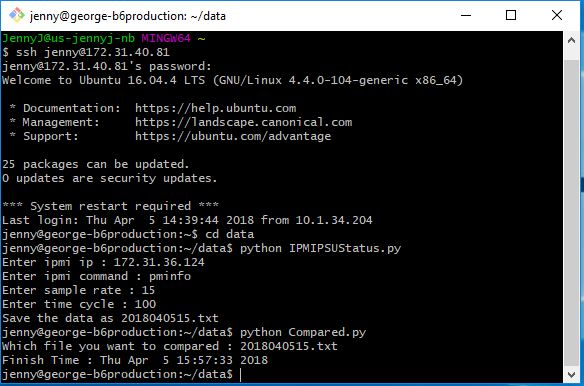 jenny@george-b6production: ~/data
JennyJ@us-jennyj-nb MINGW64 ~
$ ssh jenny@172.31.40.81
jenny@172.31.40.81's password:
Welcome to Ubuntu 16.04.4 LTS (GNU/Linux 4.4.0-104-generic x86_64)
* Documentation: https://help.ubuntu.com
* Management: https://landscape.canonical.com
* Support: https://ubuntu.com/advantage
25 packages can be updated.
0 updates are security updates.
*** System restart required ***
Last login: Thu Apr 5 14:39:44 2018 from 10.1.34.204
jenny@george-b6production:~$ cd data
jenny@george-b6production:~/data$ python IPMIPSUStatus.py
Enter ipmi ip : 172.31.36.124
Enter ipmi command : pminfo
Enter sample rate : 15
Enter time cycle : 100
Save the data as 2018040515.txt
jenny@george-b6production:~/data$ python Compared.py
Which file you want to compared : 2018040515.txt
Finish Time : Thu Apr 5 15:57:33 2018
jenny@george-b6production:~/data$